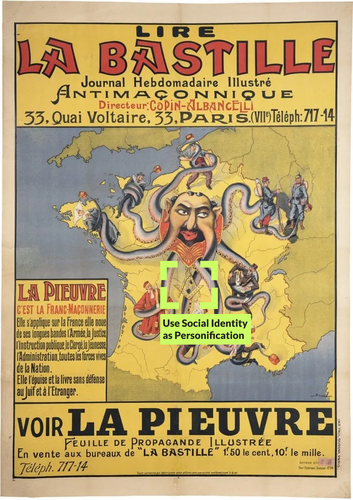 LIRE
LA BASTILLE
Journal Hebdomadaire Illustré
ANTIMAÇONNIQUE
Directeur: COPIN-ALBANCELLI
33, Quai Voltaire, 33, PARIS (VIIe) Téléph: 717-14
LA PIEUVRE
C'EST LA FRANC-MAÇONNERIE
Elle s'applique sur la France elle noue
de ses longues bandes l'Armée, la justice
l'Instruction publique, le Clergé, la Jeunesse,
l'Administration, toutes les forces vives
de la Nation.
Elle l'épuise et la livre sans défense
au Juif et à l'Etranger.
Use Social Identity
as Personification
VOIR LA PIEUVRE
FEUILLE DE PROPAGANDE ILLUSTRÉE
En vente aux bureaux de "LA BASTILLE" 1f50 le cent, 10f. le mille.
Téléph. 717-14